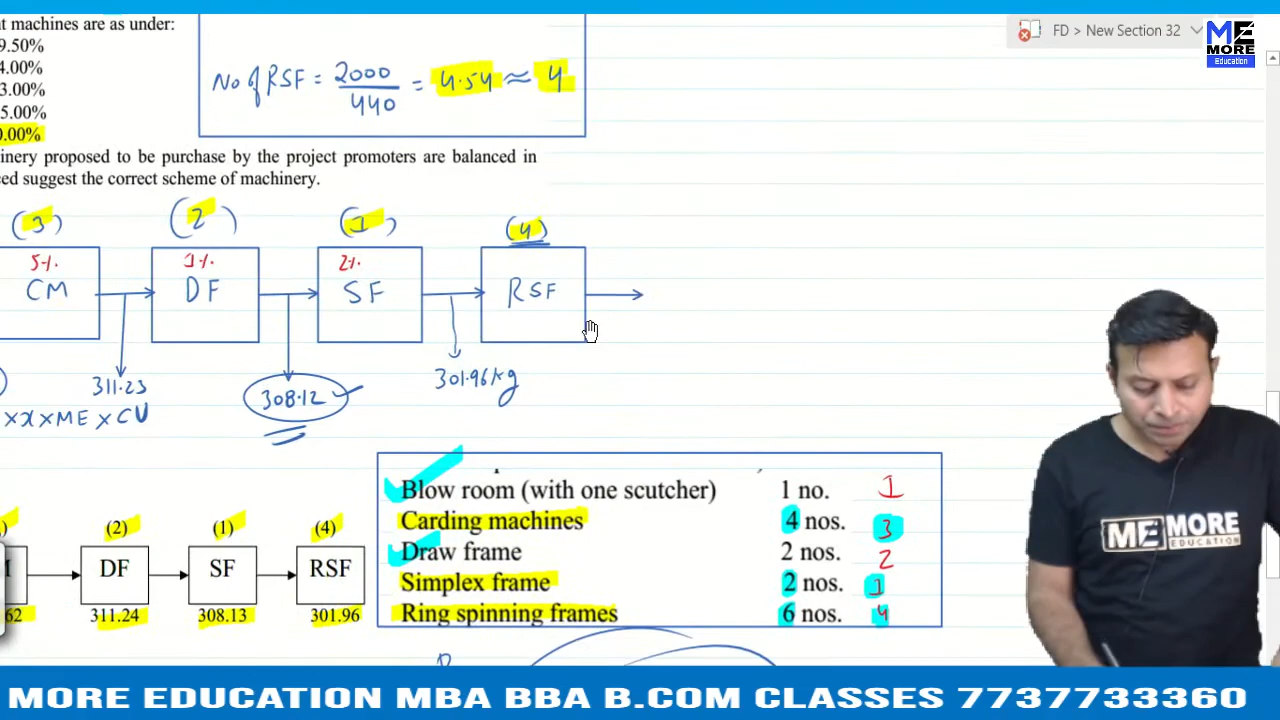 t machines are as under:
9.50%
4.00%
3.00%
5.00%
0.00%
No of RSF = 2000/440 = 4.54 ≈ 4
FD > New Section 32
ME
MORE
Education
inery proposed to be purchase by the project promoters are balanced in
ced suggest the correct scheme of machinery.
(3) (2) (1) (4)
5% 1% 2%
CM DF SF RSF
311.23 308.12 301.96 kg
××× ME × CU
Blow room (with one scutcher) 1 no. 1
Carding machines 4 nos. 3
Draw frame 2 nos. 2
Simplex frame 2 nos. 1
Ring spinning frames 6 nos. 4
) (2) (1) (4)
DF SF RSF
62 311.24 308.13 301.96
ME MORE
EDUCATION
MORE EDUCATION MBA BBA B.COM CLASSES 7737733360